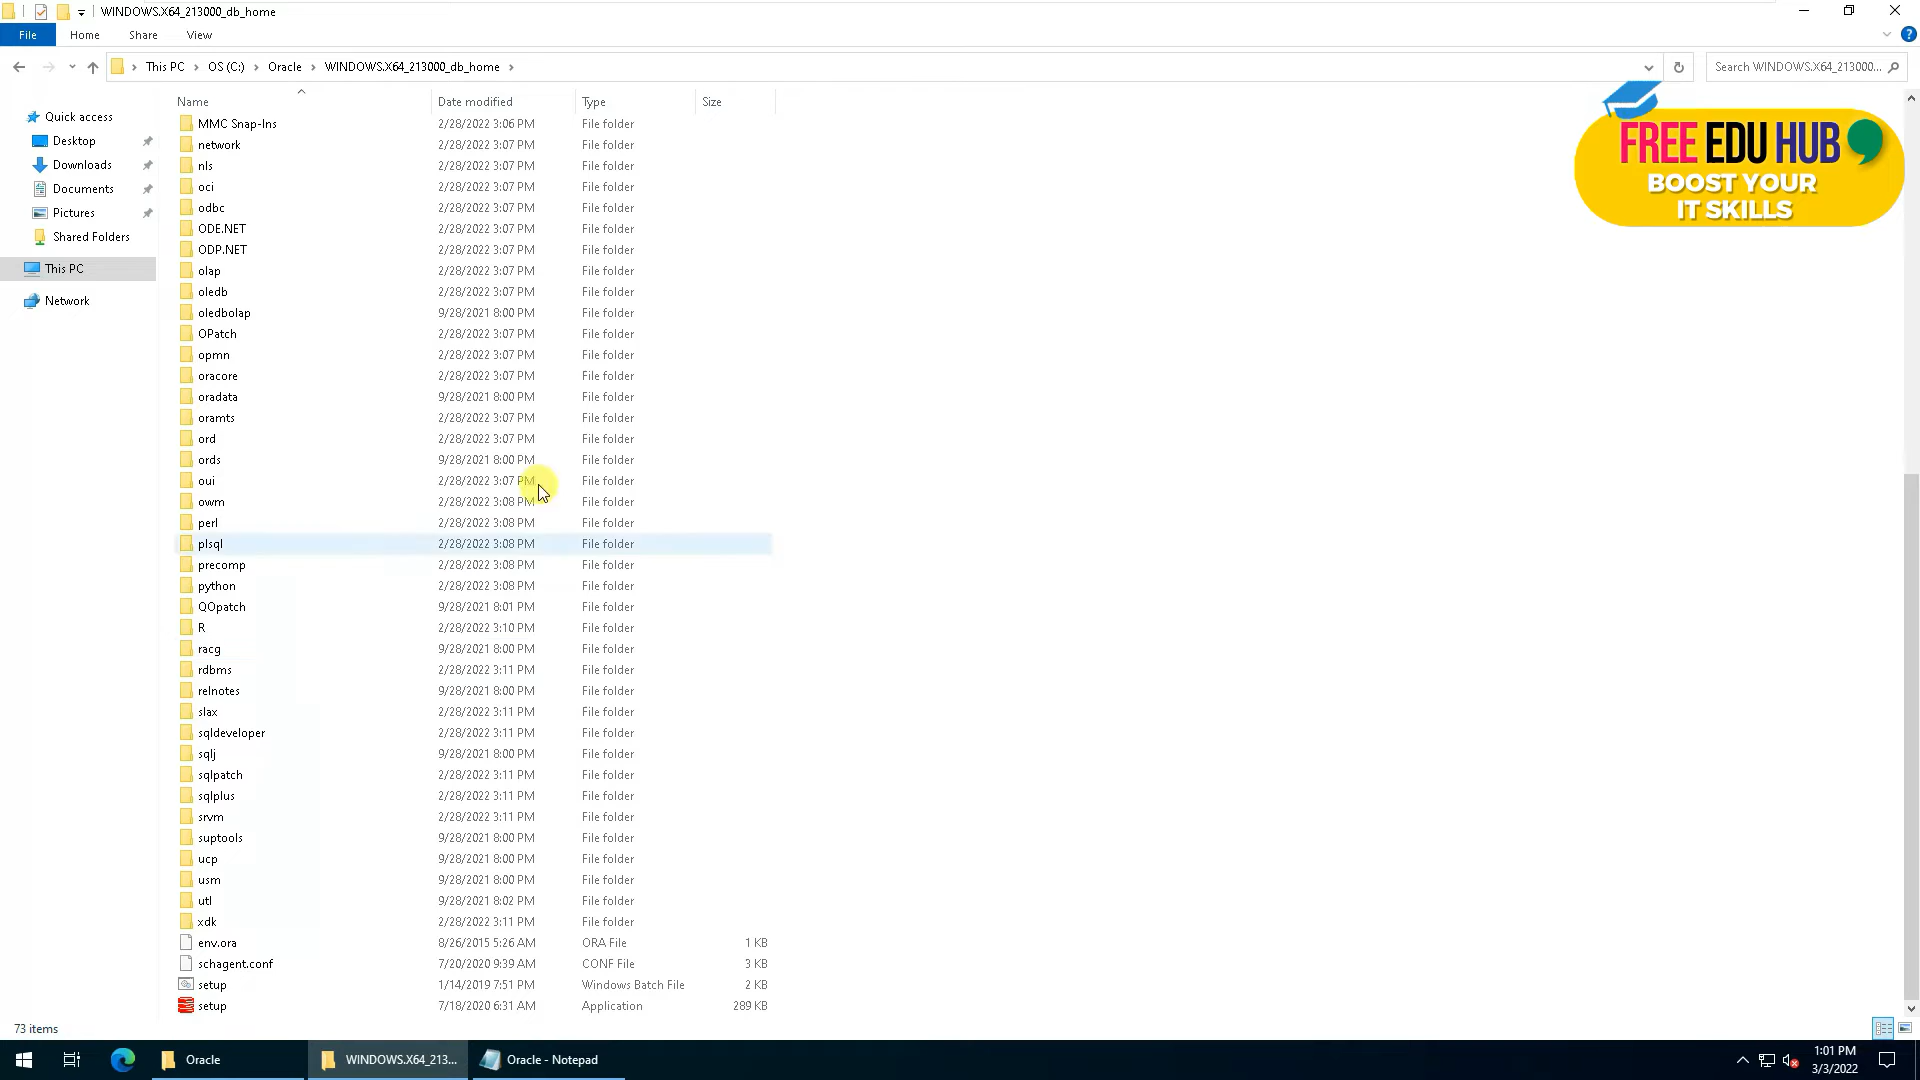 WINDOWS.X64_213000_db_home
File Home Share View
This PC OS (C:) Oracle WINDOWS.X64_213000_db_home
Search WINDOWS.X64_213000...
Name Date modified Type Size
Quick access
Desktop
Downloads
Documents
Pictures
Shared Folders
This PC
Network
MMC Snap-Ins 2/28/2022 3:06 PM File folder
network 2/28/2022 3:07 PM File folder
nls 2/28/2022 3:07 PM File folder
oci 2/28/2022 3:07 PM File folder
odbc 2/28/2022 3:07 PM File folder
ODE.NET 2/28/2022 3:07 PM File folder
ODP.NET 2/28/2022 3:07 PM File folder
olap 2/28/2022 3:07 PM File folder
oledb 2/28/2022 3:07 PM File folder
oledbolap 9/28/2021 8:00 PM File folder
OPatch 2/28/2022 3:07 PM File folder
opmn 2/28/2022 3:07 PM File folder
oracore 2/28/2022 3:07 PM File folder
oradata 9/28/2021 8:00 PM File folder
oramts 2/28/2022 3:07 PM File folder
ord 2/28/2022 3:07 PM File folder
ords 9/28/2021 8:00 PM File folder
oui 2/28/2022 3:07 PM File folder
owm 2/28/2022 3:08 PM File folder
perl 2/28/2022 3:08 PM File folder
plsql 2/28/2022 3:08 PM File folder
precomp 2/28/2022 3:08 PM File folder
python 2/28/2022 3:08 PM File folder
QOpatch 9/28/2021 8:01 PM File folder
R 2/28/2022 3:10 PM File folder
racg 9/28/2021 8:00 PM File folder
rdbms 2/28/2022 3:11 PM File folder
relnotes 9/28/2021 8:00 PM File folder
slax 2/28/2022 3:11 PM File folder
sqldeveloper 2/28/2022 3:11 PM File folder
sqlj 9/28/2021 8:00 PM File folder
sqlpatch 2/28/2022 3:11 PM File folder
sqlplus 2/28/2022 3:11 PM File folder
srvm 2/28/2022 3:11 PM File folder
suptools 9/28/2021 8:00 PM File folder
ucp 9/28/2021 8:00 PM File folder
usm 9/28/2021 8:00 PM File folder
utl 9/28/2021 8:02 PM File folder
xdk 2/28/2022 3:11 PM File folder
env.ora 8/26/2015 5:26 AM ORA File 1 KB
schagent.conf 7/20/2020 9:39 AM CONF File 3 KB
setup 1/14/2019 7:51 PM Windows Batch File 2 KB
setup 7/18/2020 6:31 AM Application 289 KB
FREE EDU HUB
BOOST YOUR
IT SKILLS
73 items
Oracle WINDOWS.X64_213... Oracle - Notepad
1:01 PM
3/3/2022